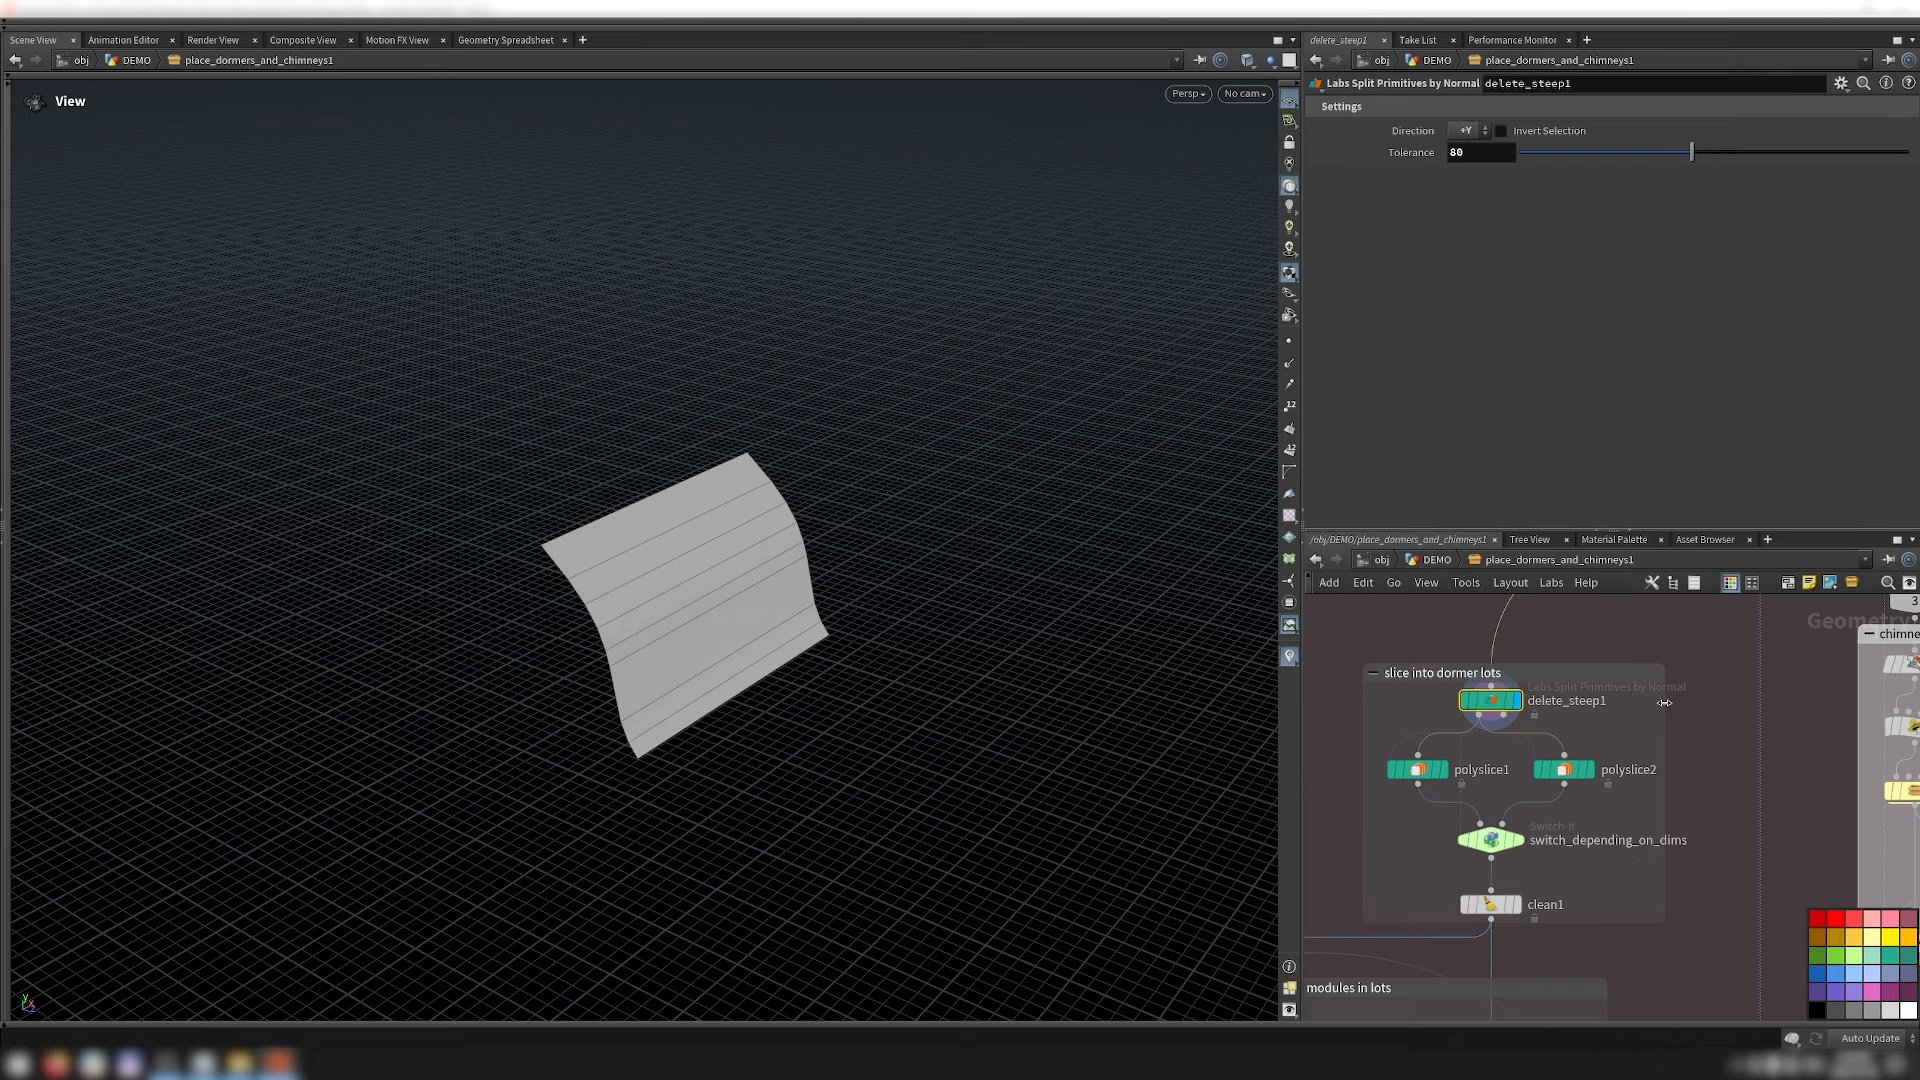 Scene View
Animation Editor
Render View
Composite View
Motion FX View
Geometry Spreadsheet
delete_steep1
Take List
Performance Monitor
obj
DEMO
place_dormers_and_chimneys1
obj
DEMO
place_dormers_and_chimneys1
Labs Split Primitives by Normal
delete_steep1
View
Persp
No cam
Settings
Direction
+Y
Invert Selection
Tolerance
80
12
12
/obj/DEMO/place_dormers_and_chimneys1
Tree View
Material Palette
Asset Browser
obj
DEMO
place_dormers_and_chimneys1
Add
Edit
Go
View
Tools
Layout
Labs
Help
3
Geometry
chimne
slice into dormer lots
Labs Split Primitives by Normal
delete_steep1
polyslice1
polyslice2
Switch-If
switch_depending_on_dims
clean1
modules in lots
Y
X
Z
Auto Update